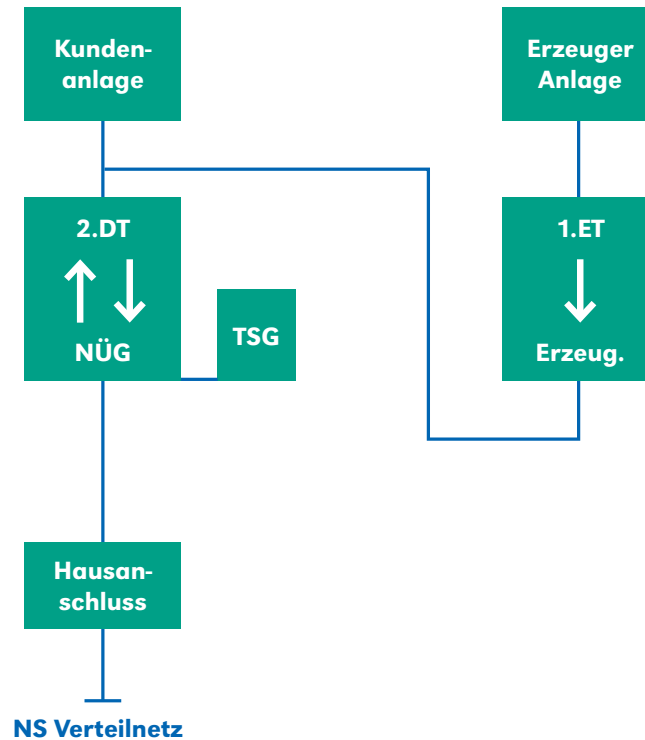 Kunden-
anlage
Erzeuger
Anlage
2.DT
NÜG
TSG
1.ET
Erzeug.
Hausan-
schluss
NS Verteilnetz